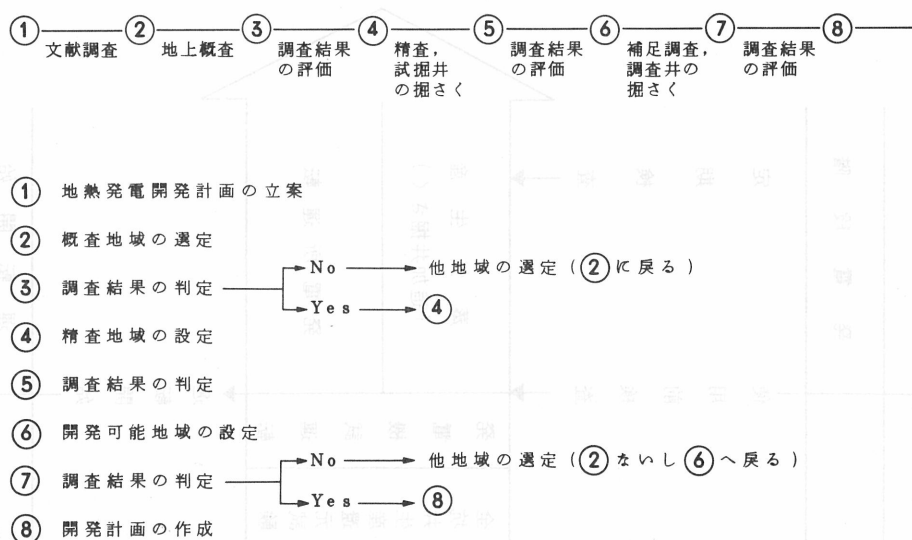 ① ② ③ ④ ⑤ ⑥ ⑦ ⑧
文献調査 地上概査 調査結果 精査， 調査結果 補足調査， 調査結果
の評価 試掘井 の評価 調査井の の評価
の掘さく 掘さく
① 地熱発電開発計画の立案
② 概査地域の選定
No 他地域の選定（②に戻る）
③ 調査結果の判定
Yes ④
④ 精査地域の設定
⑤ 調査結果の判定
⑥ 開発可能地域の設定
No 他地域の選定（②ないし⑥へ戻る）
⑦ 調査結果の判定
Yes ⑧
⑧ 開発計画の作成